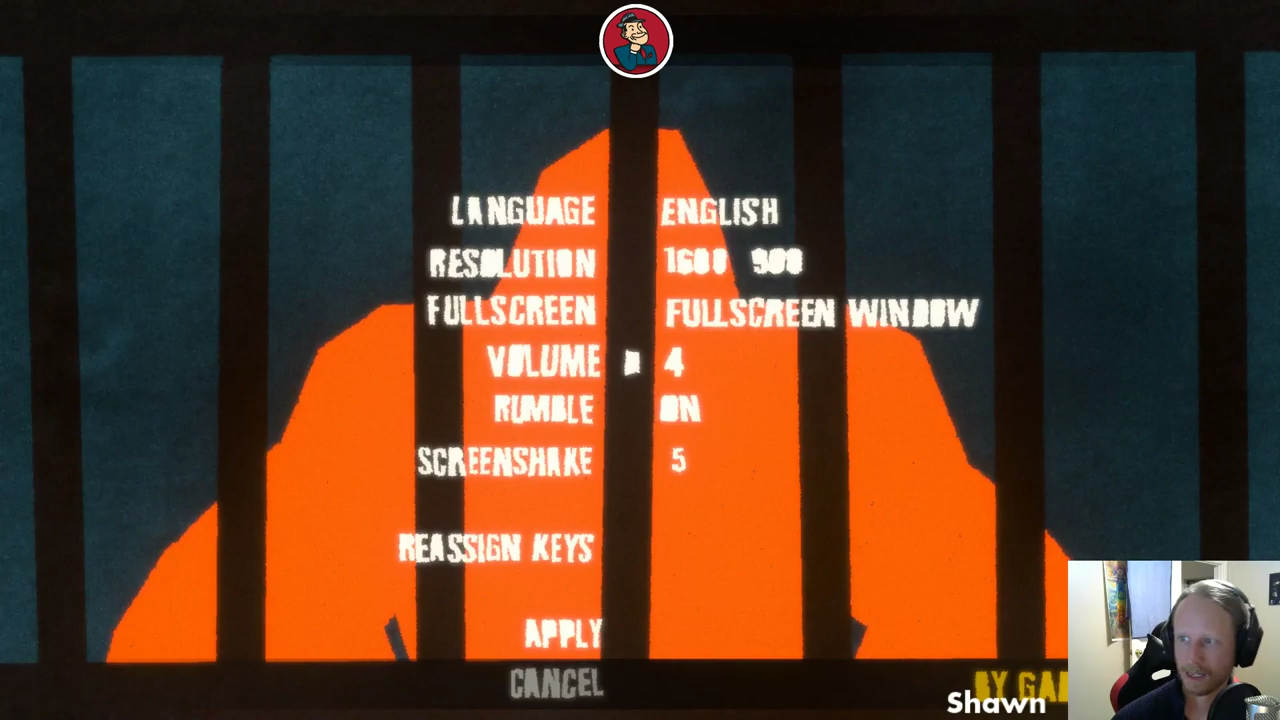 LANGUAGE ENGLISH
RESOLUTION 1600 900
FULLSCREEN FULLSCREEN WINDOW
VOLUME 4
RUMBLE ON
SCREENSHAKE 5
REASSIGN KEYS
APPLY
CANCEL
BY
Shawn